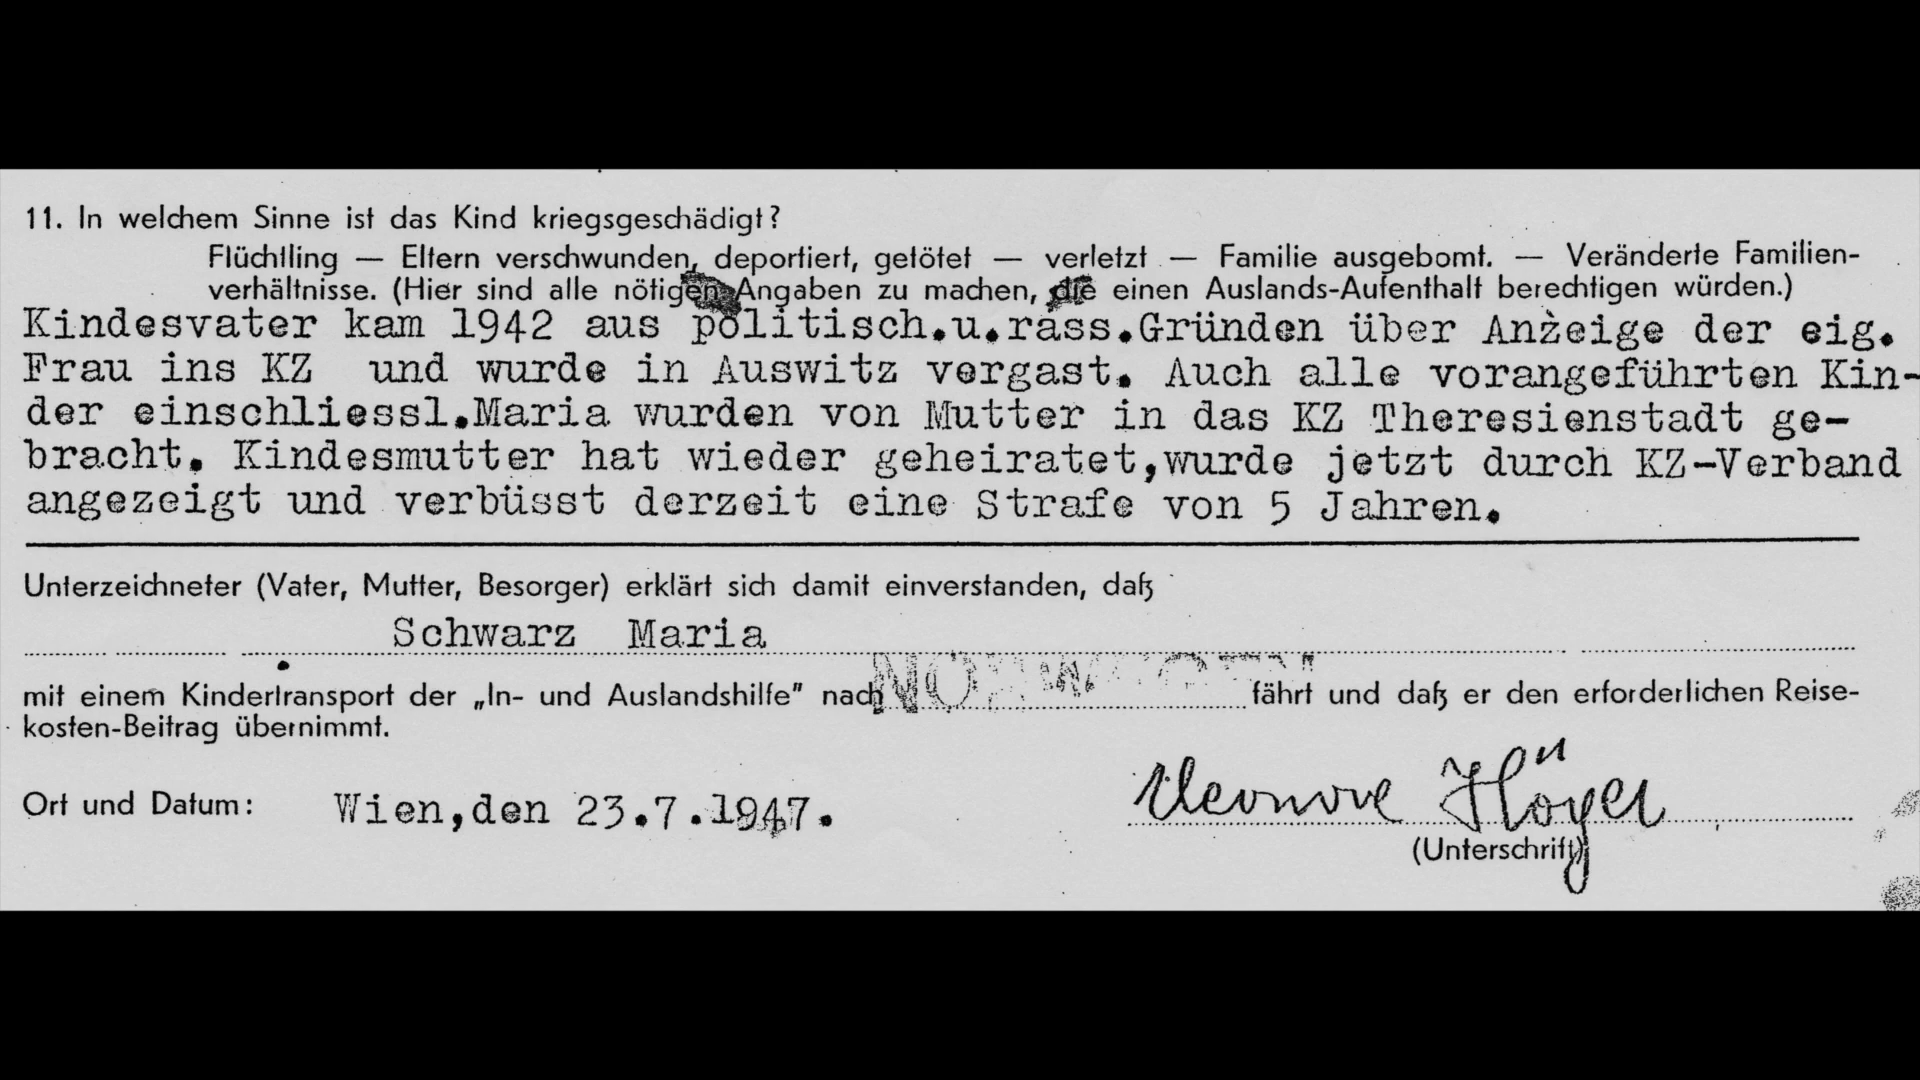 11. In welchem Sinne ist das Kind kriegsgeschädigt?
Flüchtling — Eltern verschwunden, deportiert, getötet — verletzt — Familie ausgebomt. — Veränderte Familien-
verhältnisse. (Hier sind alle nötigen Angaben zu machen, die einen Auslands-Aufenthalt berechtigen würden.)
Kindesvater kam 1942 aus politisch.u.rass.Gründen über Anzeige der eig.
Frau ins KZ und wurde in Auswitz vergast. Auch alle vorangeführten Kin-
der einschliessl.Maria wurden von Mutter in das KZ Theresienstadt ge-
bracht. Kindesmutter hat wieder geheiratet,wurde jetzt durch KZ-Verband
angezeigt und verbüsst derzeit eine Strafe von 5 Jahren.
Unterzeichneter (Vater, Mutter, Besorger) erklärt sich damit einverstanden, daß
Schwarz Maria
mit einem Kindertransport der „In- und Auslandshilfe" nach NORWEGEN fährt und daß er den erforderlichen Reise-
kosten-Beitrag übernimmt.
Ort und Datum: Wien,den 23.7.1947.
(Unterschrift)